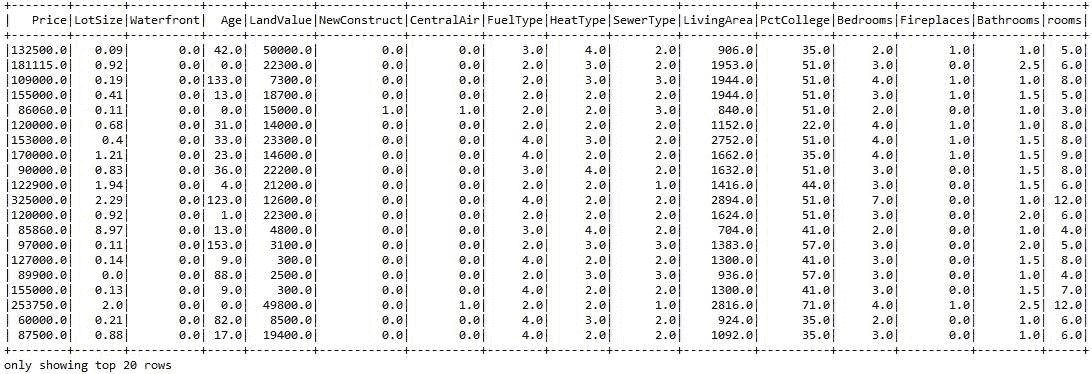 +--------+-------+----------+-----+---------+------------+----------+--------+--------+---------+----------+----------+--------+----------+---------+-----+
|   Price|LotSize|Waterfront|  Age|LandValue|NewConstruct|CentralAir|FuelType|HeatType|SewerType|LivingArea|PctCollege|Bedrooms|Fireplaces|Bathrooms|rooms|
+--------+-------+----------+-----+---------+------------+----------+--------+--------+---------+----------+----------+--------+----------+---------+-----+
|132500.0|   0.09|       0.0| 42.0|  50000.0|         0.0|       0.0|     3.0|     4.0|      2.0|     906.0|      35.0|     2.0|       1.0|      1.0|  5.0|
|181115.0|   0.92|       0.0|  0.0|  22300.0|         0.0|       0.0|     2.0|     2.0|      2.0|    1953.0|      51.0|     3.0|       0.0|      2.5|  6.0|
|109000.0|   0.19|       0.0|133.0|   7300.0|         0.0|       0.0|     2.0|     3.0|      3.0|    1944.0|      51.0|     4.0|       1.0|      1.0|  8.0|
|155000.0|   0.41|       0.0| 13.0|  18700.0|         0.0|       0.0|     2.0|     2.0|      2.0|    1944.0|      51.0|     3.0|       1.0|      1.5|  5.0|
|86060.0|   0.11|       0.0|  0.0|  15000.0|         1.0|       1.0|     2.0|     2.0|      3.0|     840.0|      51.0|     2.0|       0.0|      1.0|  3.0|
|120000.0|   0.68|       0.0| 31.0|  14000.0|         0.0|       0.0|     2.0|     2.0|      2.0|    1152.0|      22.0|     4.0|       1.0|      1.0|  8.0|
|153000.0|    0.4|       0.0| 33.0|  23300.0|         0.0|       0.0|     4.0|     3.0|      2.0|    2752.0|      51.0|     4.0|       1.0|      1.5|  8.0|
|170000.0|   1.21|       0.0| 23.0|  14600.0|         0.0|       0.0|     4.0|     2.0|      2.0|    1662.0|      35.0|     4.0|       1.0|      1.5|  9.0|
| 90000.0|   0.83|       0.0| 36.0|  22200.0|         0.0|       0.0|     3.0|     4.0|      2.0|    1632.0|      51.0|     3.0|       0.0|      1.5|  8.0|
|122900.0|   1.94|       0.0|  4.0|  21200.0|         0.0|       0.0|     2.0|     2.0|      1.0|    1416.0|      44.0|     3.0|       0.0|      1.5|  6.0|
|325000.0|   2.29|       0.0|123.0|  12600.0|         0.0|       0.0|     4.0|     2.0|      2.0|    2894.0|      51.0|     7.0|       0.0|      1.0| 12.0|
|120000.0|   0.92|       0.0|  1.0|  22300.0|         0.0|       0.0|     2.0|     2.0|      2.0|    1624.0|      51.0|     3.0|       0.0|      2.0|  6.0|
| 85860.0|   8.97|       0.0| 13.0|   4800.0|         0.0|       0.0|     3.0|     4.0|      2.0|     704.0|      41.0|     2.0|       0.0|      1.0|  4.0|
| 97000.0|   0.11|       0.0|153.0|   3100.0|         0.0|       0.0|     2.0|     3.0|      3.0|    1383.0|      57.0|     3.0|       0.0|      2.0|  5.0|
|127000.0|   0.14|       0.0|  9.0|    300.0|         0.0|       0.0|     4.0|     2.0|      2.0|    1300.0|      41.0|     3.0|       0.0|      1.5|  8.0|
| 89900.0|    0.0|       0.0| 88.0|   2500.0|         0.0|       0.0|     2.0|     3.0|      3.0|     936.0|      57.0|     3.0|       0.0|      1.0|  4.0|
|155000.0|   0.13|       0.0|  9.0|    300.0|         0.0|       0.0|     4.0|     2.0|      2.0|    1300.0|      41.0|     3.0|       0.0|      1.5|  7.0|
|253750.0|    2.0|       0.0|  0.0|  49800.0|         0.0|       1.0|     2.0|     2.0|      1.0|    2816.0|      71.0|     4.0|       1.0|      2.5| 12.0|
| 60000.0|   0.21|       0.0| 82.0|   8500.0|         0.0|       0.0|     4.0|     3.0|      2.0|     924.0|      35.0|     2.0|       0.0|      1.0|  6.0|
| 87500.0|   0.88|       0.0| 17.0|  19400.0|         0.0|       0.0|     4.0|     2.0|      2.0|    1092.0|      35.0|     3.0|       0.0|      1.0|  6.0|
+--------+-------+----------+-----+---------+------------+----------+--------+--------+---------+----------+----------+--------+----------+---------+-----+
only showing top 20 rows